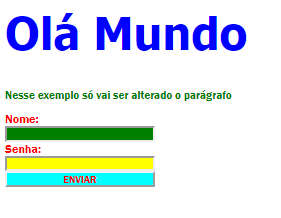 Olá Mundo
Nesse exemplo só vai ser alterado o parágrafo
Nome:
Senha:
ENVIAR